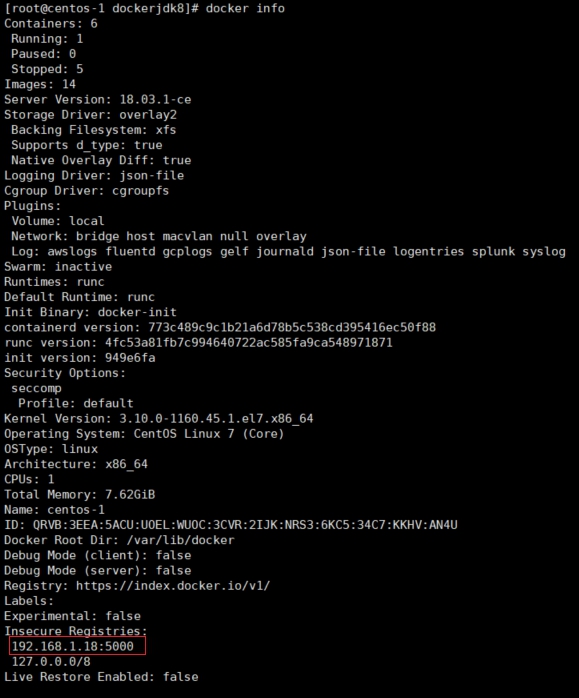 [root@centos-1 dockerjdk8]# docker info
Containers: 6
 Running: 1
 Paused: 0
 Stopped: 5
Images: 14
Server Version: 18.03.1-ce
Storage Driver: overlay2
 Backing Filesystem: xfs
 Supports d_type: true
 Native Overlay Diff: true
Logging Driver: json-file
Cgroup Driver: cgroupfs
Plugins:
 Volume: local
 Network: bridge host macvlan null overlay
 Log: awslogs fluentd gcplogs gelf journald json-file logentries splunk syslog
Swarm: inactive
Runtimes: runc
Default Runtime: runc
Init Binary: docker-init
containerd version: 773c489c9c1b21a6d78b5c538cd395416ec50f88
runc version: 4fc53a81fb7c994640722ac585fa9ca548971871
init version: 949e6fa
Security Options:
 seccomp
  Profile: default
Kernel Version: 3.10.0-1160.45.1.el7.x86_64
Operating System: CentOS Linux 7 (Core)
OSType: linux
Architecture: x86_64
CPUs: 1
Total Memory: 7.62GiB
Name: centos-1
ID: QRVB:3EEA:5ACU:UOEL:WUOC:3CVR:2IJK:NRS3:6KC5:34C7:KKHV:AN4U
Docker Root Dir: /var/lib/docker
Debug Mode (client): false
Debug Mode (server): false
Registry: https://index.docker.io/v1/
Labels:
Experimental: false
Insecure Registries:
 192.168.1.18:5000
 127.0.0.0/8
Live Restore Enabled: false